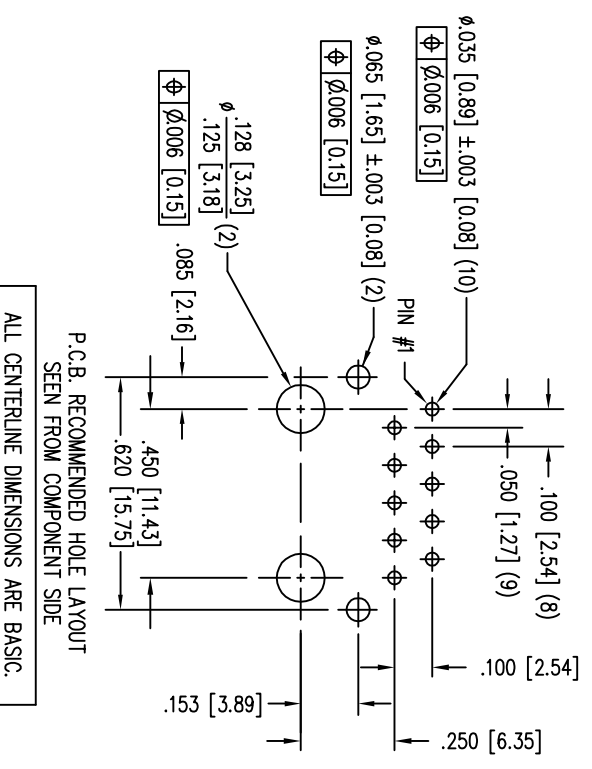 ø.035 [0.89] ±.003 [0.08] (10)
⌖ Ø.006 [0.15]
ø.065 [1.65] ±.003 [0.08] (2)
⌖ Ø.006 [0.15]
ø .128 [3.25]
.125 [3.18] (2)
⌖ Ø.006 [0.15]
PIN #1
.085 [2.16]
.100 [2.54] (8)
.050 [1.27] (9)
.450 [11.43]
.620 [15.75]
.100 [2.54]
.250 [6.35]
.153 [3.89]
P.C.B. RECOMMENDED HOLE LAYOUT
SEEN FROM COMPONENT SIDE
ALL CENTERLINE DIMENSIONS ARE BASIC.